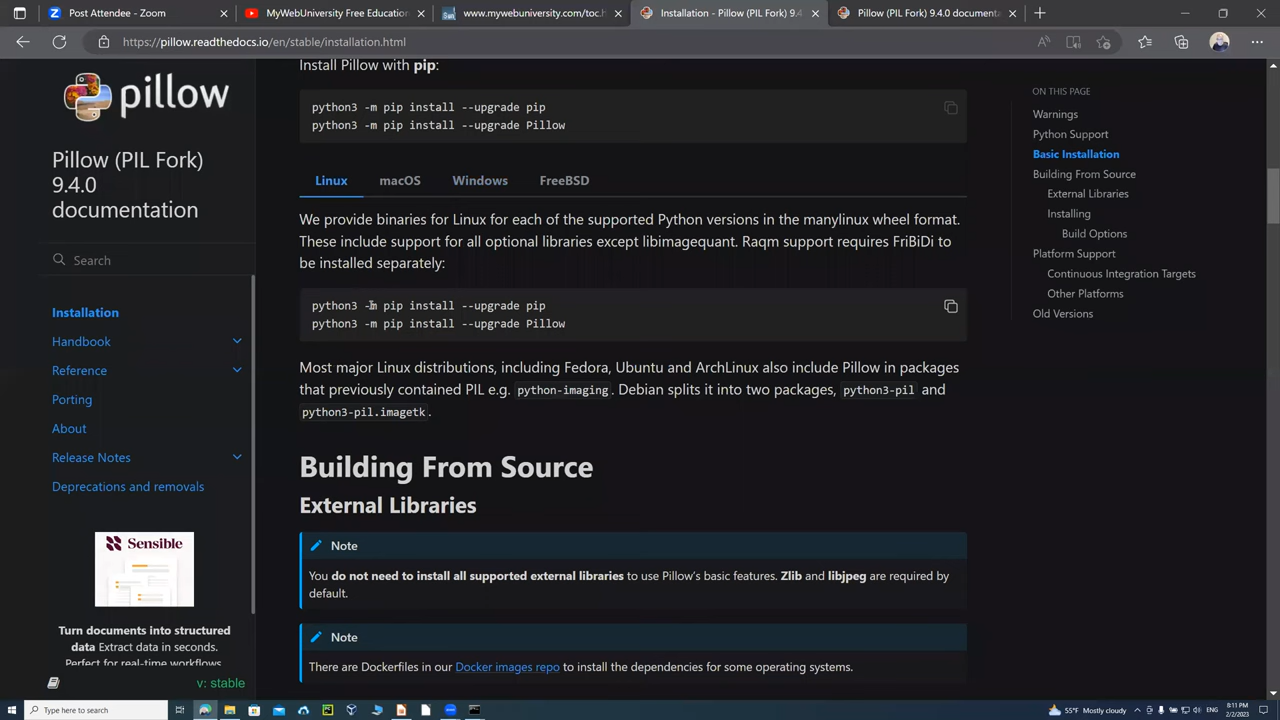 Post Attendee - Zoom
MyWebUniversity Free Educationa
www.mywebuniversity.com/toc.h
Installation - Pillow (PIL Fork) 9.4
Pillow (PIL Fork) 9.4.0 documenta
https://pillow.readthedocs.io/en/stable/installation.html
pillow
Pillow (PIL Fork)
9.4.0
documentation
Search
Installation
Handbook
Reference
Porting
About
Release Notes
Deprecations and removals
Sensible
Turn documents into structured
data Extract data in seconds.
Perfect for real-time workflows
v: stable
Install Pillow with pip:
python3 -m pip install --upgrade pip
python3 -m pip install --upgrade Pillow
Linux macOS Windows FreeBSD
We provide binaries for Linux for each of the supported Python versions in the manylinux wheel format.
These include support for all optional libraries except libimagequant. Raqm support requires FriBiDi to
be installed separately:
python3 -m pip install --upgrade pip
python3 -m pip install --upgrade Pillow
Most major Linux distributions, including Fedora, Ubuntu and ArchLinux also include Pillow in packages
that previously contained PIL e.g. python-imaging. Debian splits it into two packages, python3-pil and
python3-pil.imagetk.
Building From Source
External Libraries
Note
You do not need to install all supported external libraries to use Pillow's basic features. Zlib and libjpeg are required by
default.
Note
There are Dockerfiles in our Docker images repo to install the dependencies for some operating systems.
ON THIS PAGE
Warnings
Python Support
Basic Installation
Building From Source
External Libraries
Installing
Build Options
Platform Support
Continuous Integration Targets
Other Platforms
Old Versions
Type here to search
55°F Mostly cloudy
ENG
8:11 PM
2/2/2023